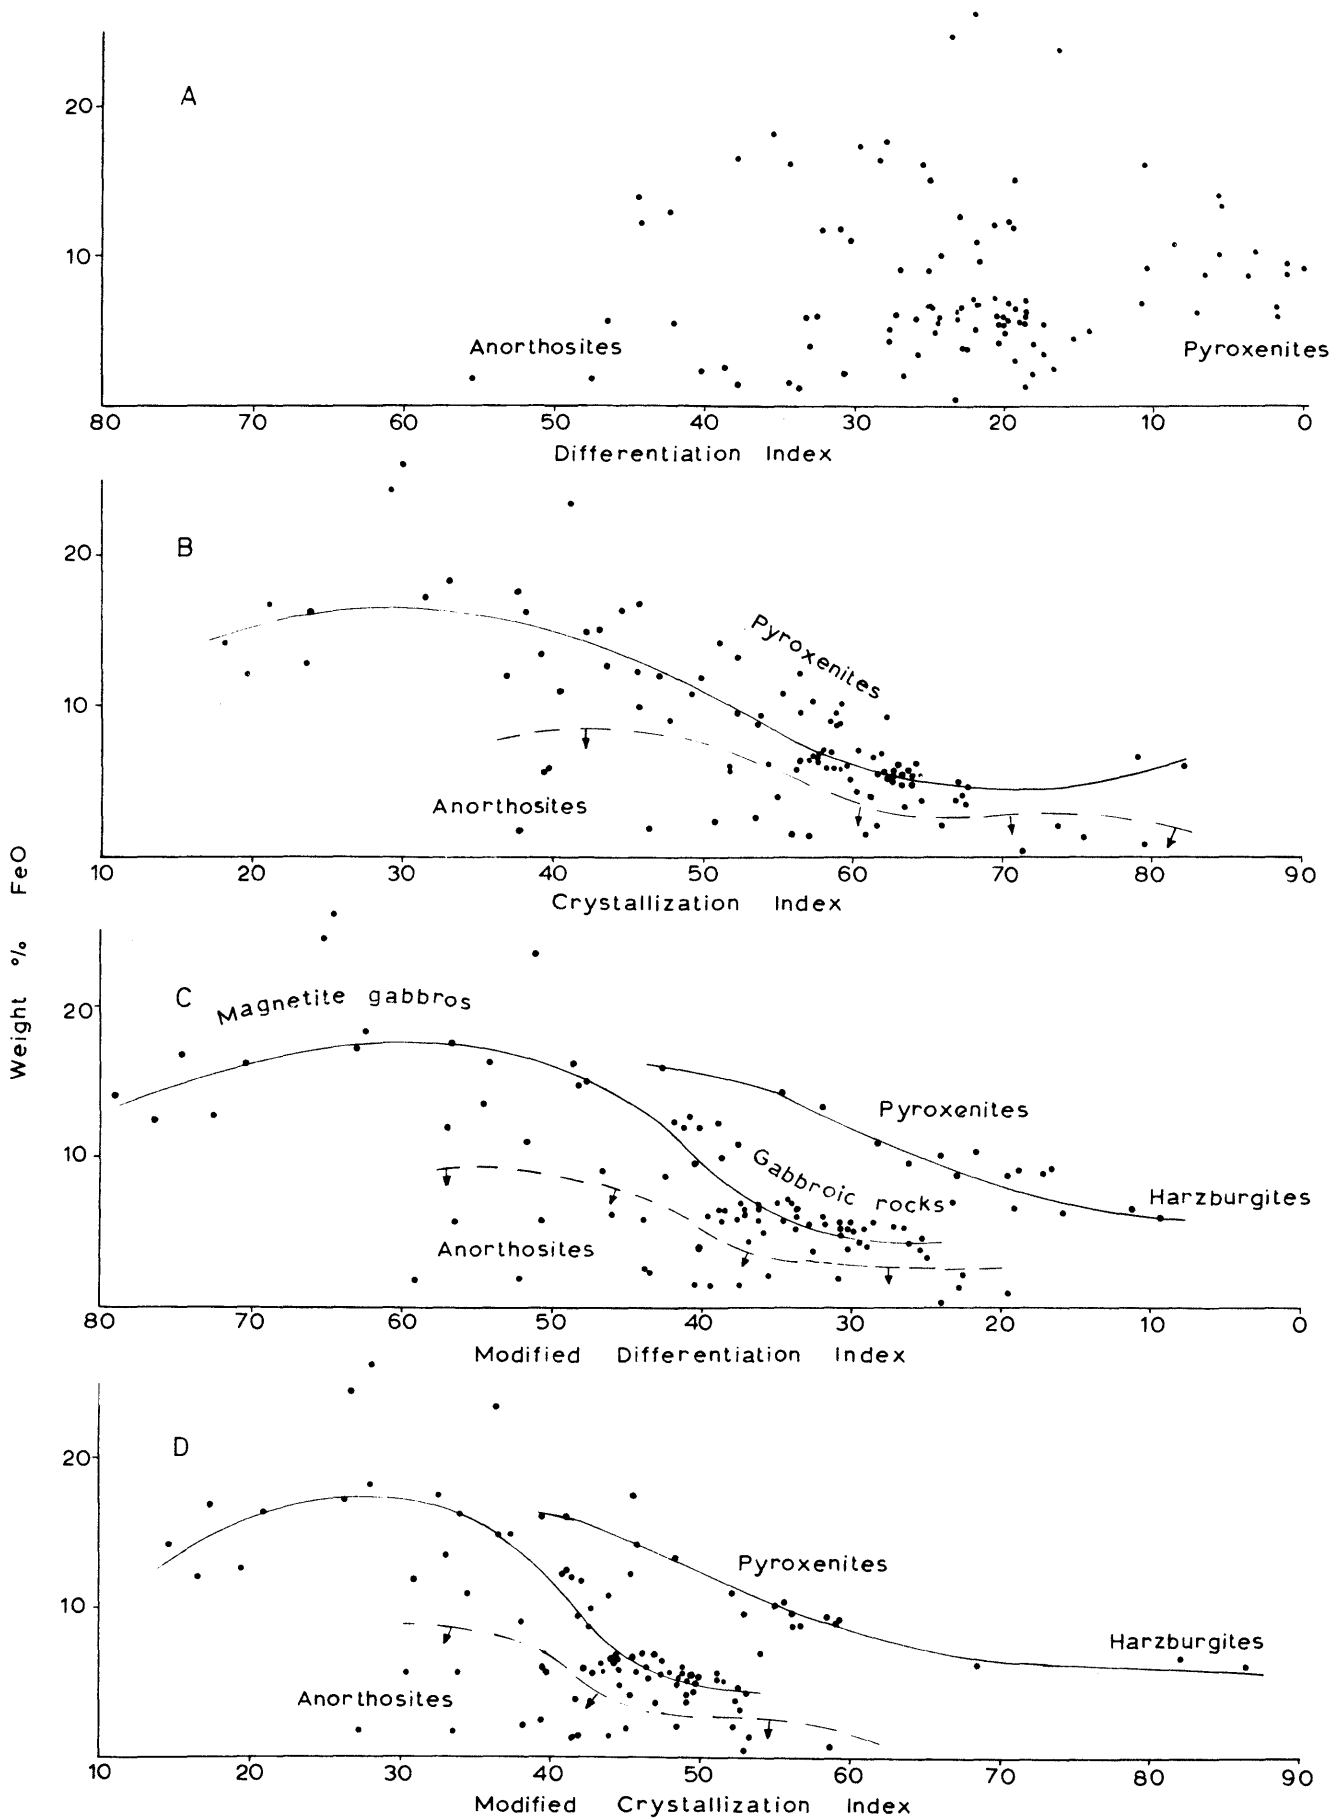 A
20
10
Anorthosites
Pyroxenites
80 70 60 50 40 30 20 10 0
Differentiation Index
B
20
Pyroxenites
10
Anorthosites
10 20 30 40 50 60 70 80 90
Crystallization Index
Weight % FeO
C
Magnetite gabbros
20
Pyroxenites
10
Gabbroic rocks
Harzburgites
Anorthosites
80 70 60 50 40 30 20 10 0
Modified Differentiation Index
D
20
Pyroxenites
10
Harzburgites
Anorthosites
10 20 30 40 50 60 70 80 90
Modified Crystallization Index